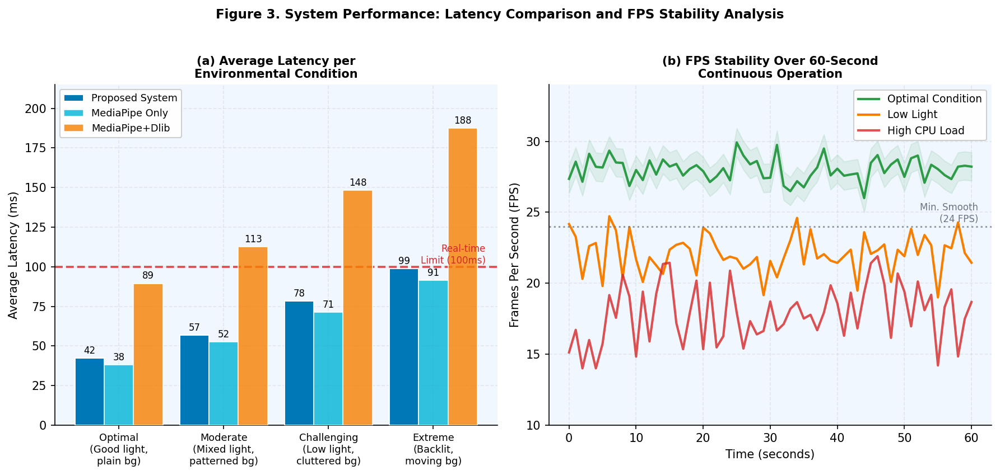 Figure 3. System Performance: Latency Comparison and FPS Stability Analysis
(a) Average Latency per
Environmental Condition
Average Latency (ms)
200
175
150
125
100
75
50
25
0
Proposed System
MediaPipe Only
MediaPipe+Dlib
42
38
89
57
52
113
78
71
148
99
91
188
Real-time
Limit (100ms)
Optimal
(Good light,
plain bg)
Moderate
(Mixed light,
patterned bg)
Challenging
(Low light,
cluttered bg)
Extreme
(Backlit,
moving bg)
(b) FPS Stability Over 60-Second
Continuous Operation
Frames Per Second (FPS)
30
25
20
15
10
Optimal Condition
Low Light
High CPU Load
Min. Smooth
(24 FPS)
0
10
20
30
40
50
60
Time (seconds)